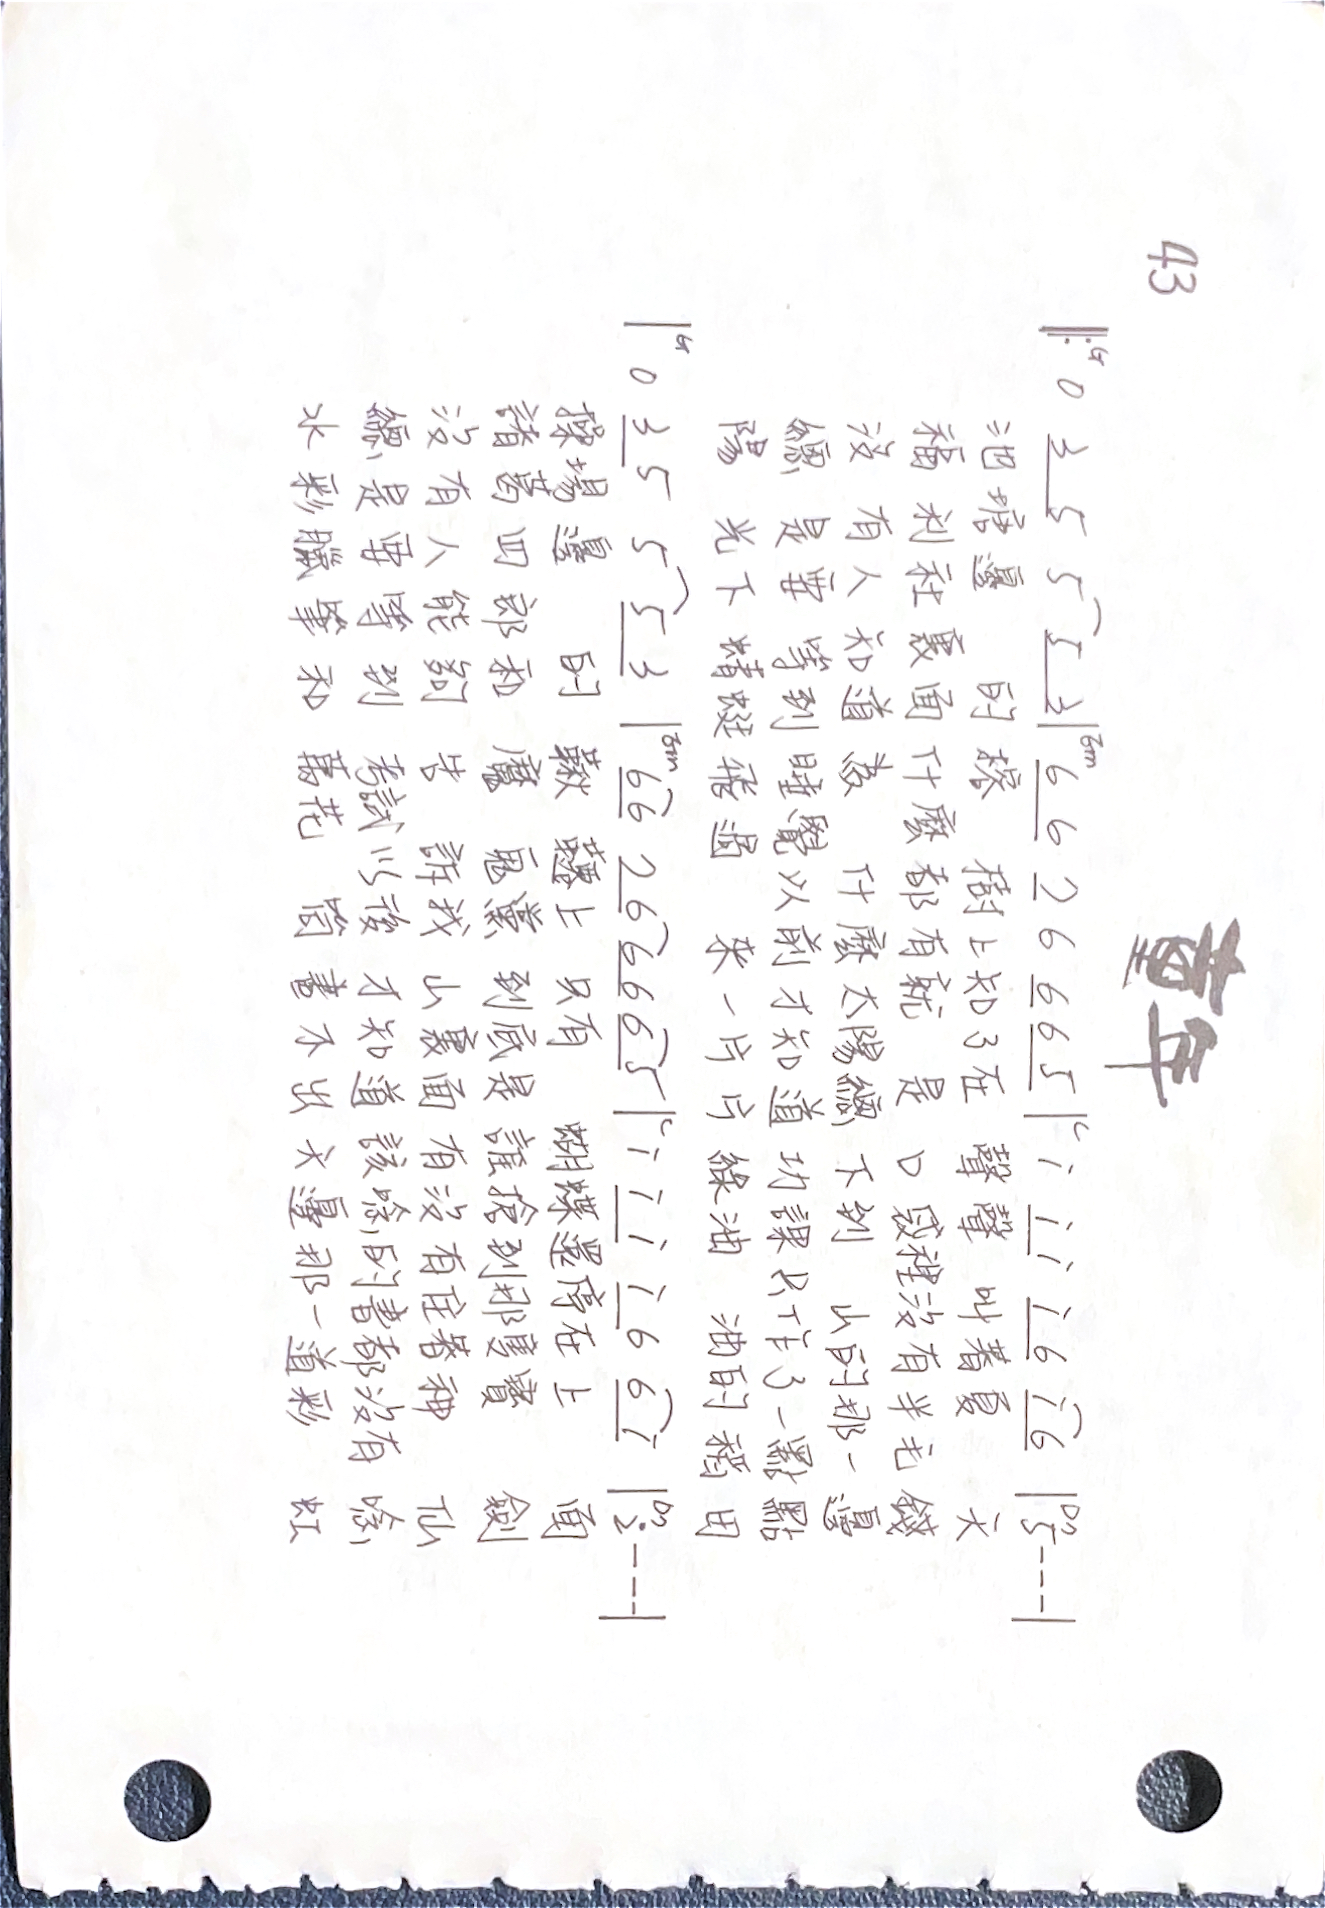 童年
43
‖: G 0 3 5 5 5 3 | Em 6 6 2 6 6 6 5 | C i i i i 6 i 6 | D7 5 - - - |
池塘邊 的榕 樹上知了在 聲聲 叫著夏 天
福利社裏面什麼都有就 是 口袋裡沒有半毛錢
沒有人知道為 什麼太陽總下到 山的那一邊
總是要等到睡覺以前才知道功課只作了一點點
陽光下蜻蜓飛過 來一片片綠油 油的稻田
| G 0 3 5 5 5 3 | Em 6 6 2 6 6 6 6 5 | C i i i i 6 6 i | D7 2 - - - |
操場邊 的鞦 韆上 只有 蝴蝶還停在上 面
諸葛四郎和 魔 鬼黨 到底是誰搶到那隻寶 劍
沒有人能夠 告 訴我 山裏面有沒有住著神 仙
總是要等到 考試以後 才知道該唸的書都沒有唸
水彩臘筆和 萬花 筒畫不出天邊那一道彩 虹